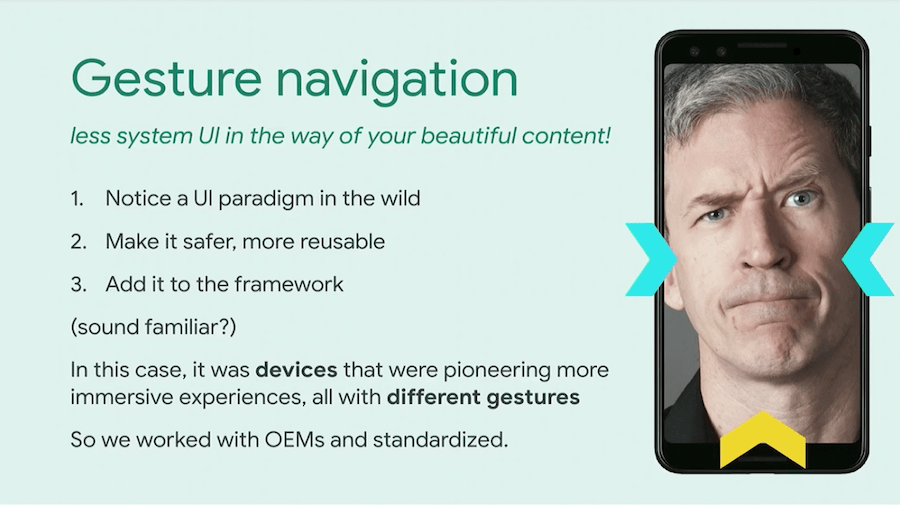 Gesture navigation
less system UI in the way of your beautiful content!
1. Notice a UI paradigm in the wild
2. Make it safer, more reusable
3. Add it to the framework
(sound familiar?)
In this case, it was devices that were pioneering more
immersive experiences, all with different gestures
So we worked with OEMs and standardized.